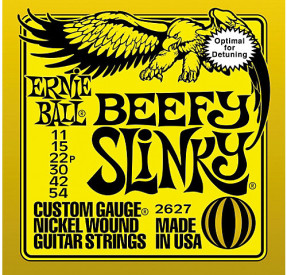 Optimal
for
Detuning
ERNIE
BALL®
BEEFY
SLINKY®
11
15
22P
30
42
54
CUSTOM GAUGE®
NICKEL WOUND
GUITAR STRINGS
2627
MADE
IN USA